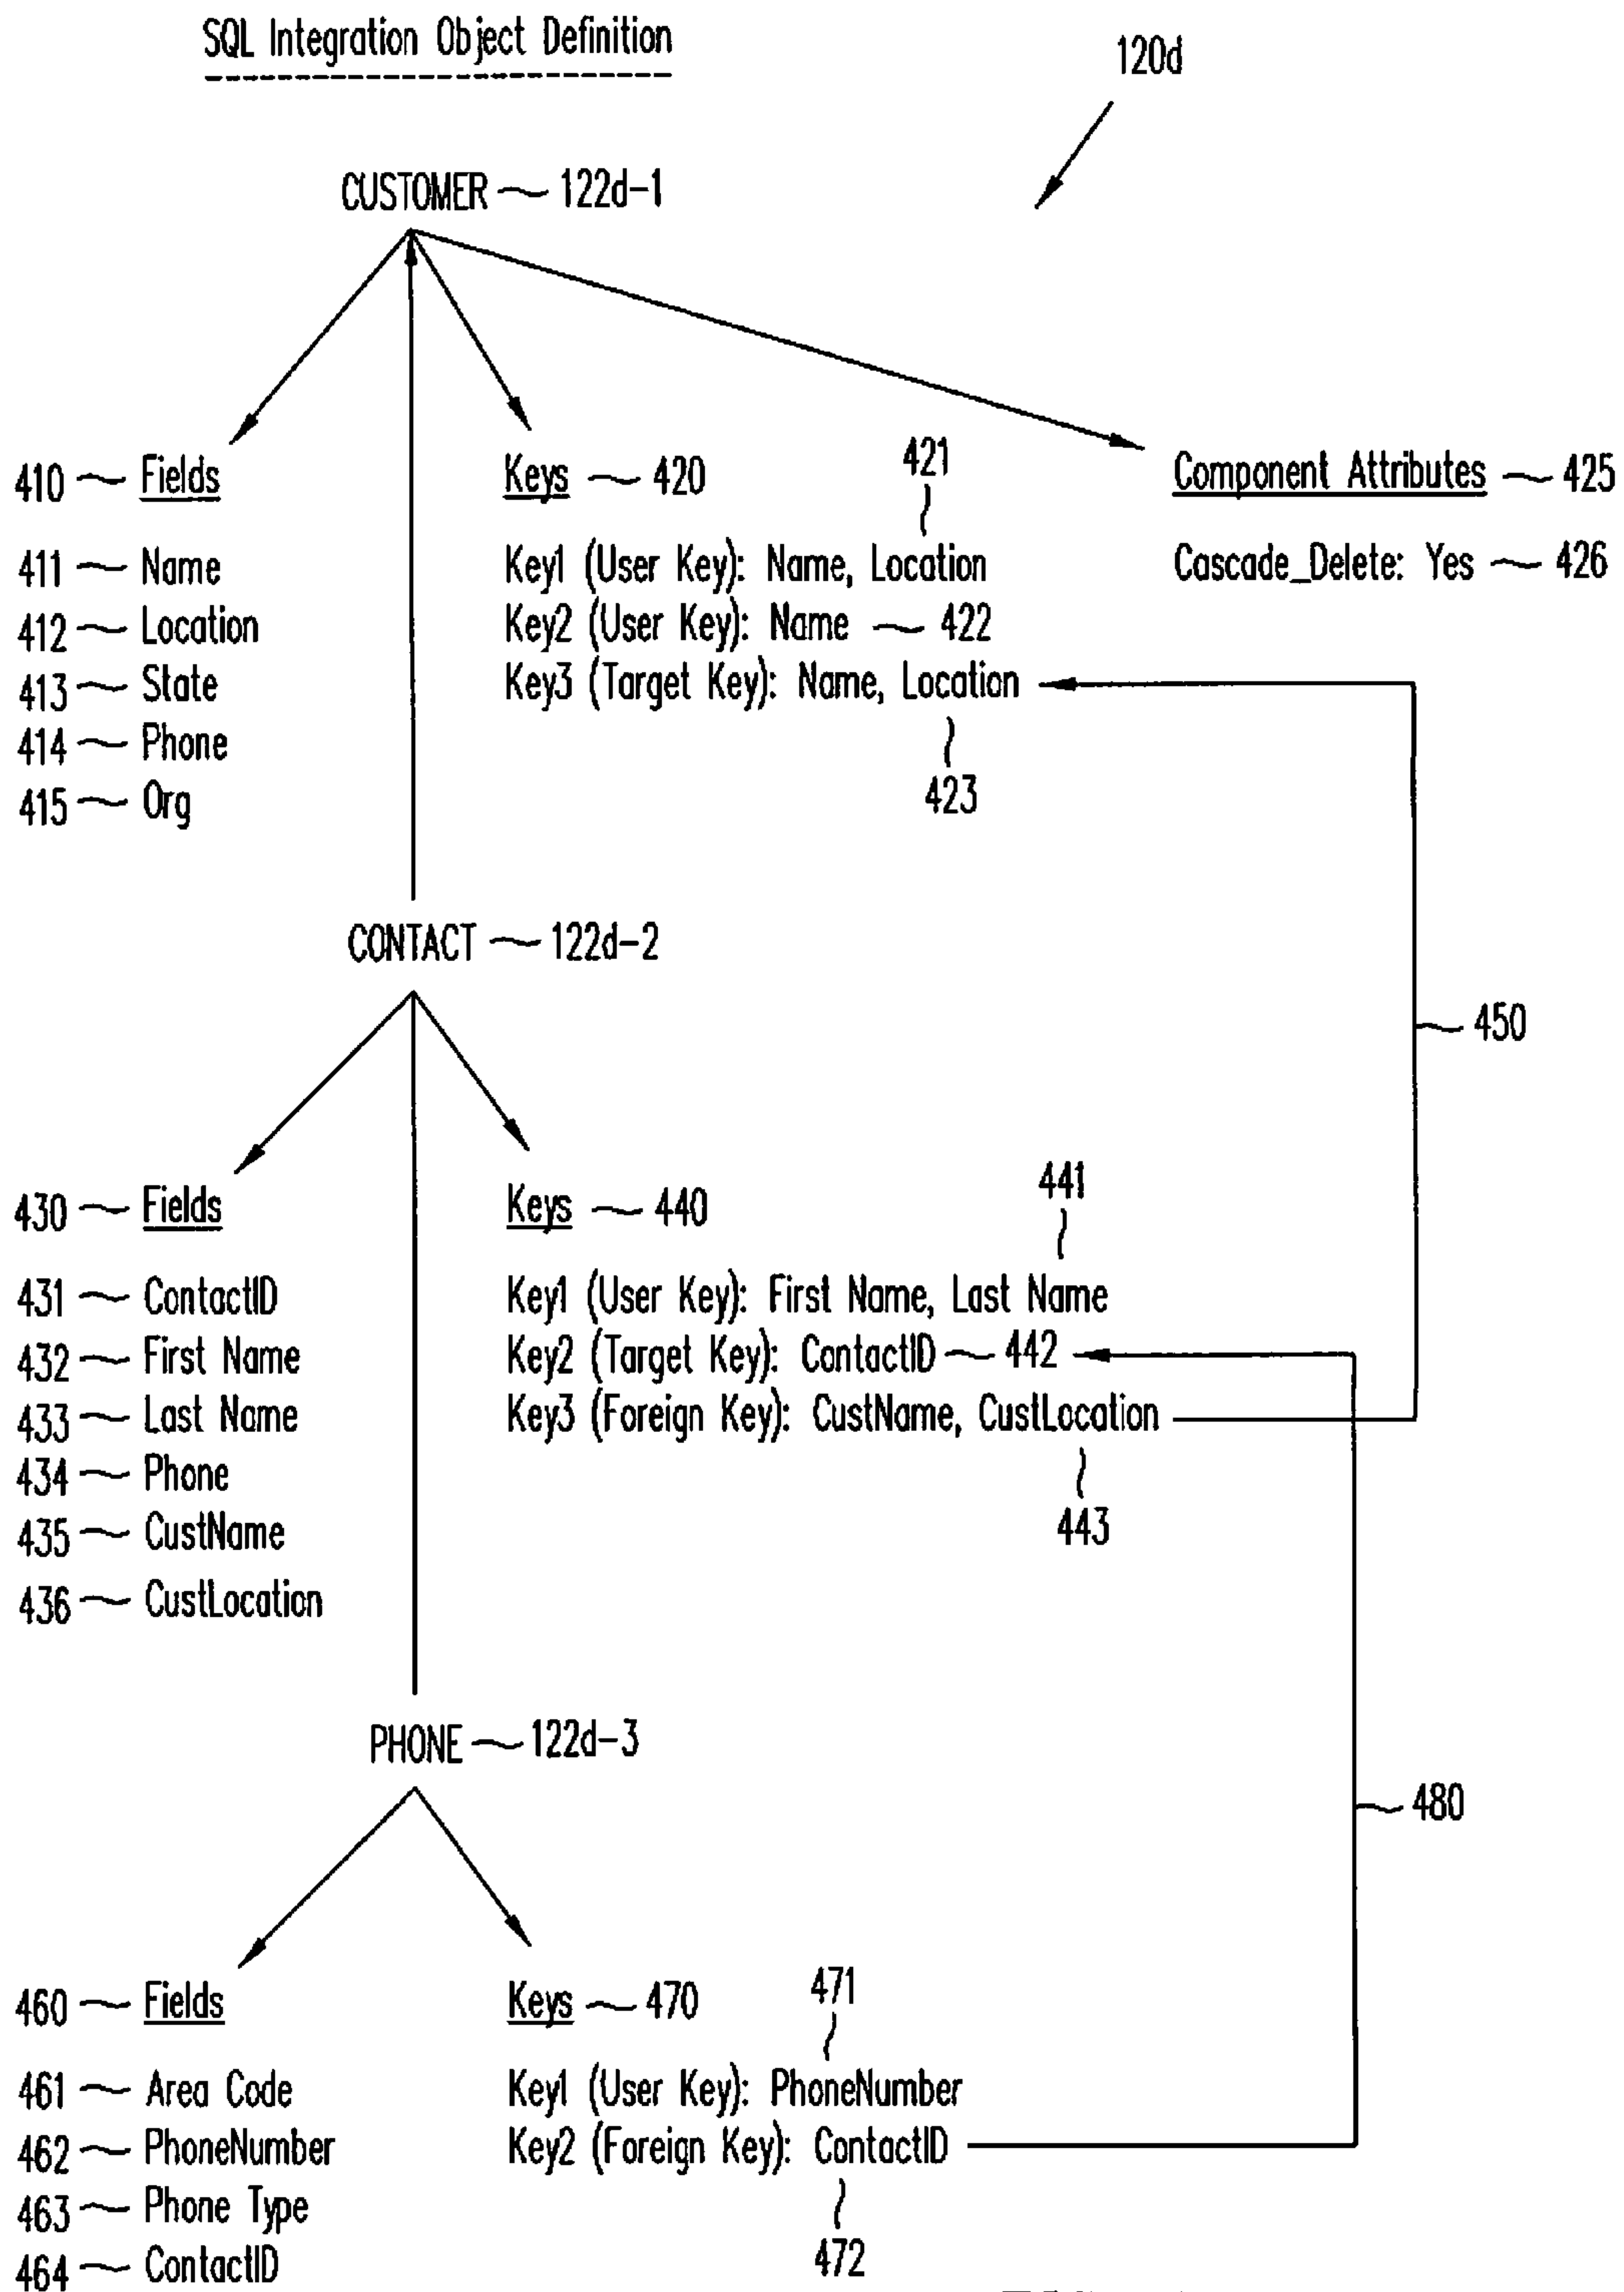 SQL Integration Object Definition
120d
CUSTOMER 122d-1
410 Fields
411 Name
412 Location
413 State
414 Phone
415 Org
Keys 420
421
Key1 (User Key): Name, Location
Key2 (User Key): Name 422
Key3 (Target Key): Name, Location
423
Component Attributes 425
Cascade_Delete: Yes 426
CONTACT 122d-2
450
430 Fields
431 ContactID
432 First Name
433 Last Name
434 Phone
435 CustName
436 CustLocation
Keys 440
441
Key1 (User Key): First Name, Last Name
Key2 (Target Key): ContactID 442
Key3 (Foreign Key): CustName, CustLocation
443
PHONE 122d-3
480
460 Fields
461 Area Code
462 PhoneNumber
463 Phone Type
464 ContactID
Keys 470
471
Key1 (User Key): PhoneNumber
Key2 (Foreign Key): ContactID
472